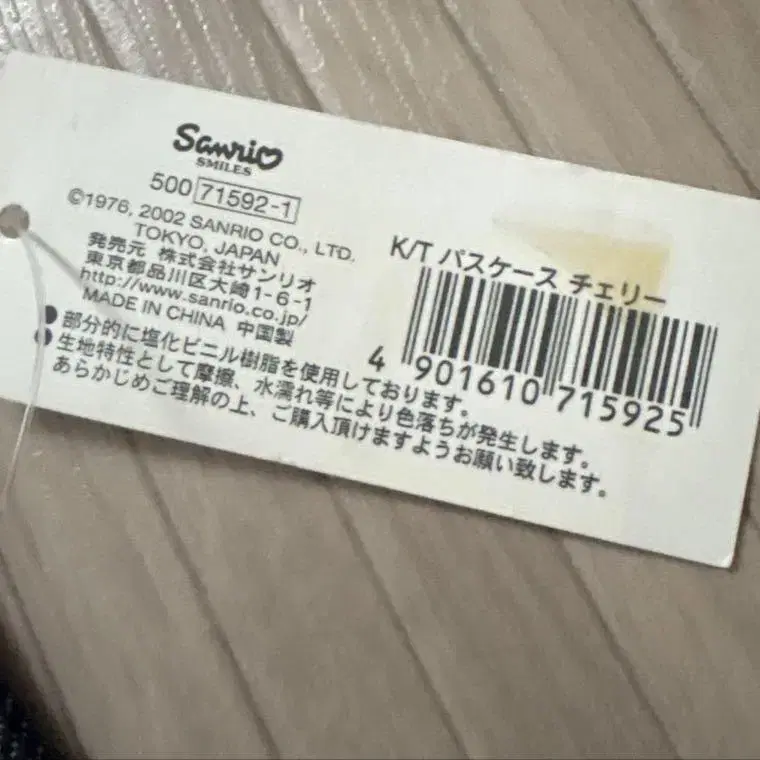 Sanrio
SMILES
500 71592-1
©1976, 2002 SANRIO CO., LTD.
TOKYO, JAPAN
発売元 株式会社サンリオ
東京都品川区大崎1-6-1
http://www.sanrio.co.jp/
MADE IN CHINA 中国製
●部分的に塩化ビニル樹脂を使用しております。
●生地特性として摩擦、水濡れ等により色落ちが発生します。
あらかじめご理解の上、ご購入頂けますようお願い致します。
K/T パスケース チェリー
4 901610 715925